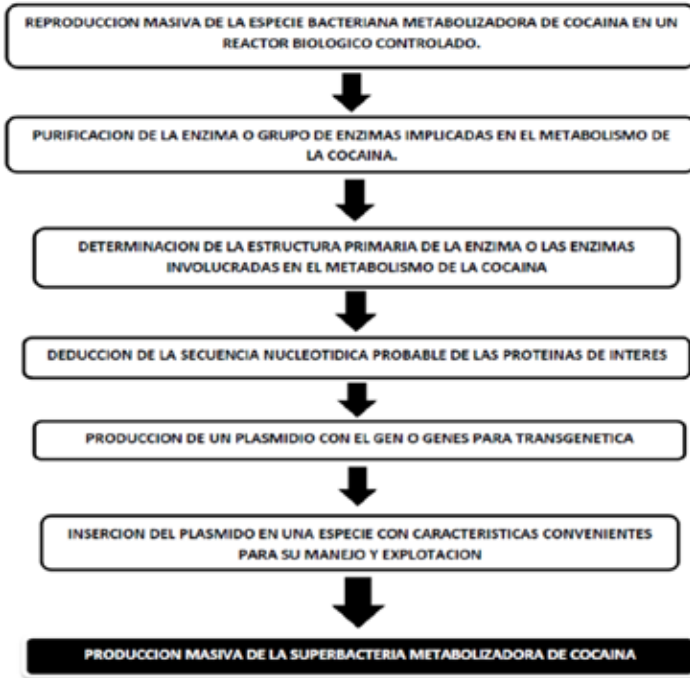 REPRODUCCION MASIVA DE LA ESPECIE BACTERIANA METABOLIZADORA DE COCAINA EN UN
REACTOR BIOLOGICO CONTROLADO.
PURIFICACION DE LA ENZIMA O GRUPO DE ENZIMAS IMPLICADAS EN EL METABOLISMO DE
LA COCAINA.
DETERMINACION DE LA ESTRUCTURA PRIMARIA DE LA ENZIMA O LAS ENZIMAS
INVOLUCRADAS EN EL METABOLISMO DE LA COCAINA
DEDUCCION DE LA SECUENCIA NUCLEOTIDICA PROBABLE DE LAS PROTEINAS DE INTERES
PRODUCCION DE UN PLASMIDIO CON EL GEN O GENES PARA TRANSGENETICA
INSERCION DEL PLASMIDO EN UNA ESPECIE CON CARACTERISTICAS CONVENIENTES
PARA SU MANEJO Y EXPLOTACION
PRODUCCION MASIVA DE LA SUPERBACTERIA METABOLIZADORA DE COCAINA